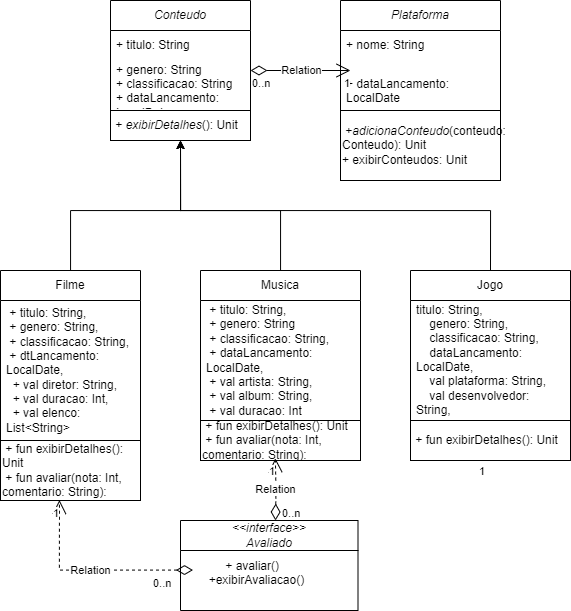 Conteudo
+ titulo: String
+ genero: String
+ classificacao: String
+ dataLancamento:
+ exibirDetalhes(): Unit
Relation
0..n
1
Plataforma
+ nome: String
- dataLancamento:
LocalDate
+adicionaConteudo(conteudo:
Conteudo): Unit
+ exibirConteudos: Unit
Filme
+ titulo: String,
+ genero: String,
+ classificacao: String,
+ dtLancamento:
LocalDate,
+ val diretor: String,
+ val duracao: Int,
+ val elenco:
List<String>
+ fun exibirDetalhes():
Unit
+ fun avaliar(nota: Int,
comentario: String):
1
Musica
+ titulo: String,
+ genero: String
+ classificacao: String,
+ dataLancamento:
LocalDate,
+ val artista: String,
+ val album: String,
+ val duracao: Int
+ fun exibirDetalhes(): Unit
+ fun avaliar(nota: Int,
comentario: String):
1
Jogo
titulo: String,
genero: String,
classificacao: String,
dataLancamento:
LocalDate,
val plataforma: String,
val desenvolvedor:
String,
+ fun exibirDetalhes(): Unit
1
Relation
0..n
<<interface>>
Avaliado
+ avaliar()
+exibirAvaliacao()
Relation
0..n